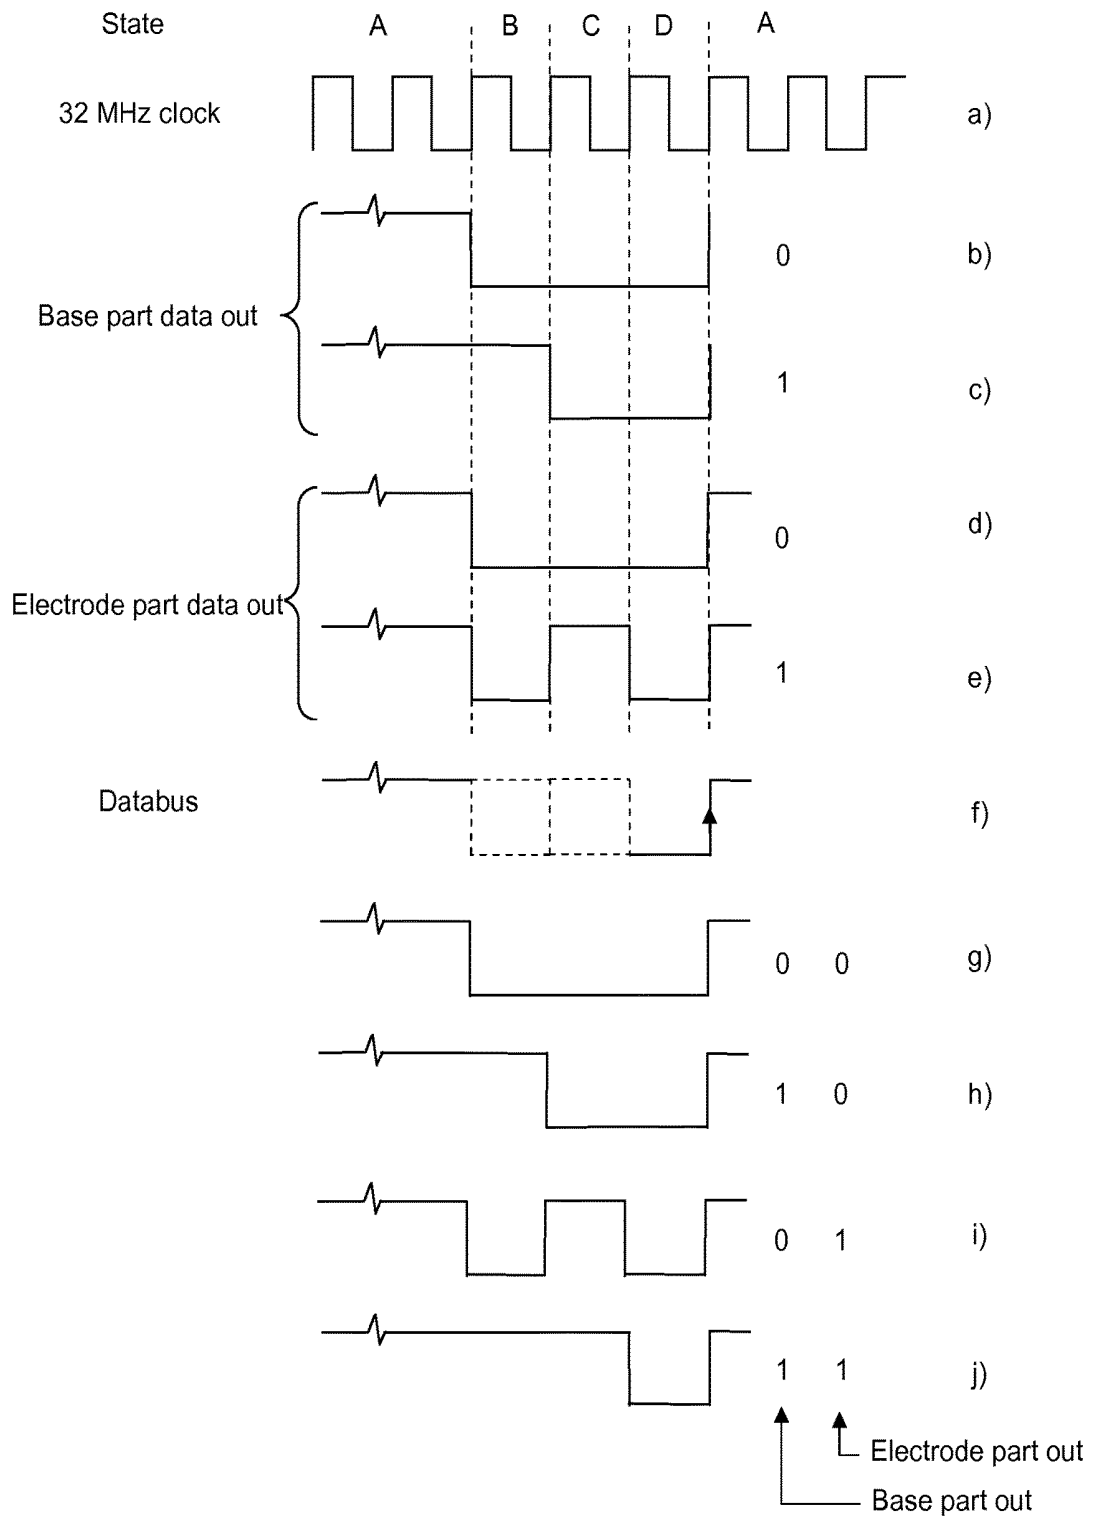 State A B C D A
32 MHz clock a)
0 b)
Base part data out
1 c)
0 d)
Electrode part data out
1 e)
Databus f)
0 0 g)
1 0 h)
0 1 i)
1 1 j)
Electrode part out
Base part out